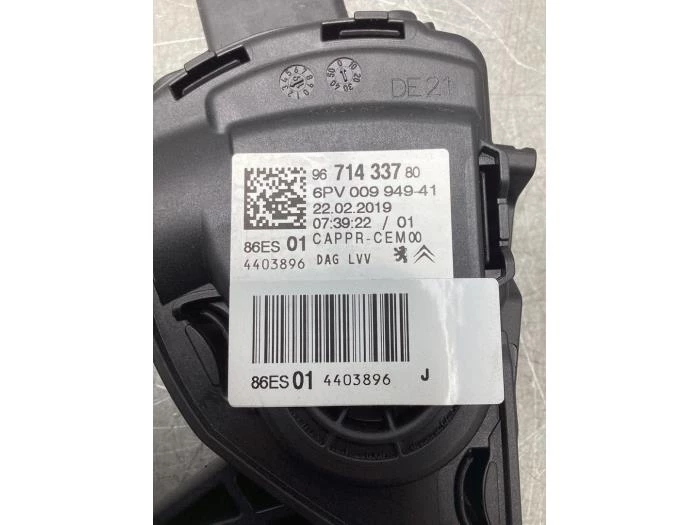 DE21
96 714 337 80
6PV 009 949-41
22.02.2019
07:39:22 / 01
86ES 01 CAPPR-CEM00
4403896 DAG LVV
86ES 01 4403896 J